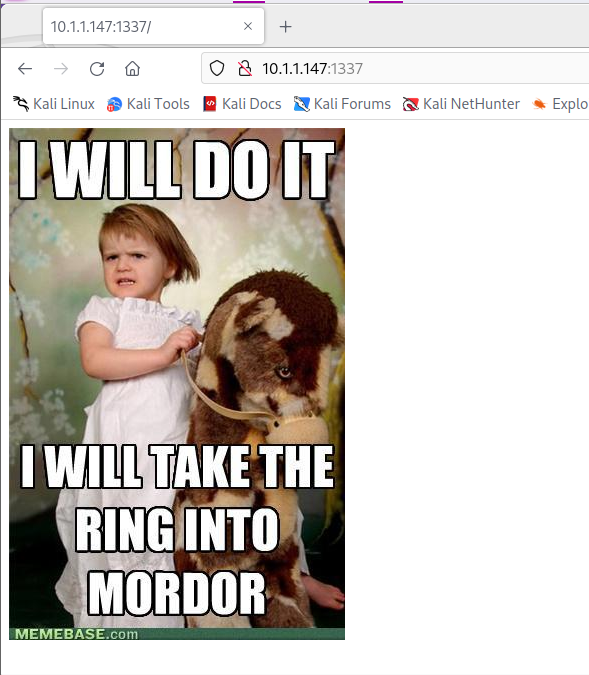 10.1.1.147:1337/
10.1.1.147:1337
Kali Linux
Kali Tools
Kali Docs
Kali Forums
Kali NetHunter
Explo
I WILL DO IT
I WILL TAKE THE
RING INTO
MORDOR
MEMEBASE.com